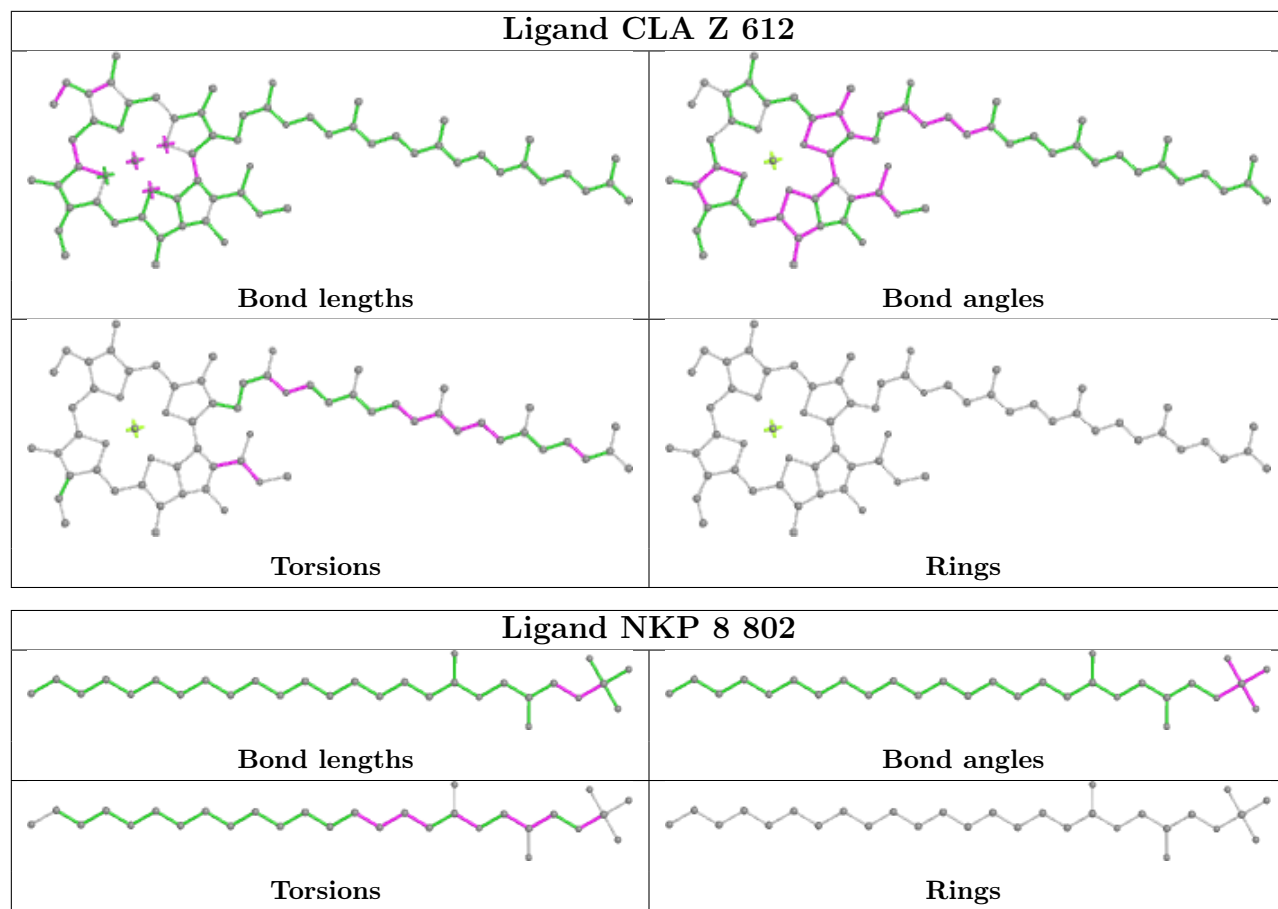 Ligand CLA Z 612
Bond lengths
Bond angles
Torsions
Rings
Ligand NKP 8 802
Bond lengths
Bond angles
Torsions
Rings